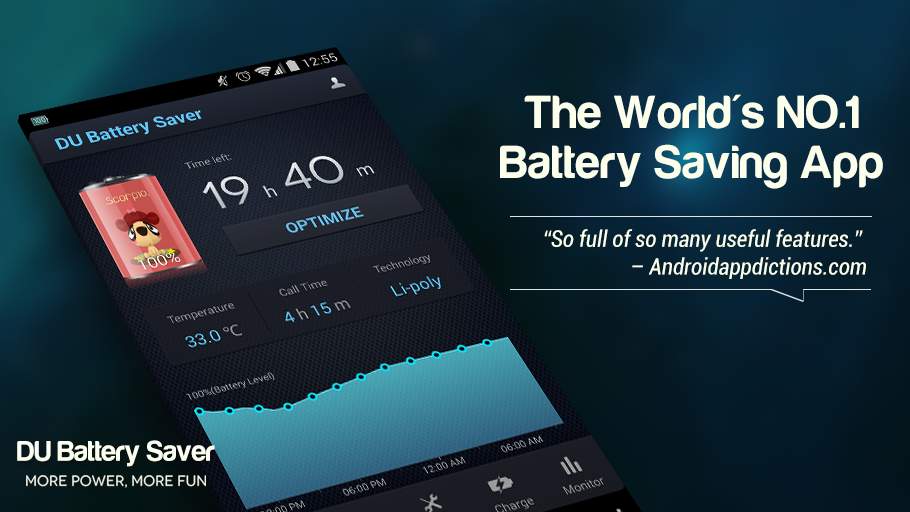 12:55
DU Battery Saver
Time left:
19 h 40 m
Scorpio
100%
OPTIMIZE
Temperature
33.0 °C
Call Time
4 h 15 m
Technology
Li-poly
100%(Battery Level)
06:00 PM
12:00 AM
06:00 AM
Charge
Monitor
The World´s NO.1
Battery Saving App
“So full of so many useful features.”
– Androidappdictions.com
DU Battery Saver
MORE POWER, MORE FUN